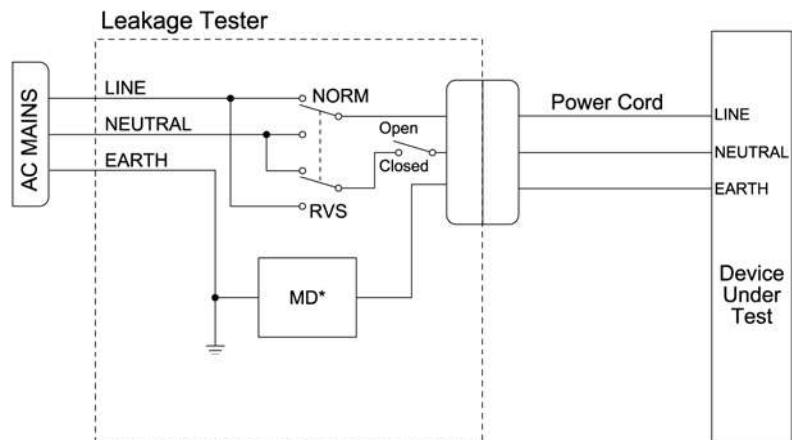 Leakage Tester
AC MAINS
LINE
NEUTRAL
EARTH
NORM
RVS
Open
Closed
MD*
Power Cord
LINE
NEUTRAL
EARTH
Device
Under
Test